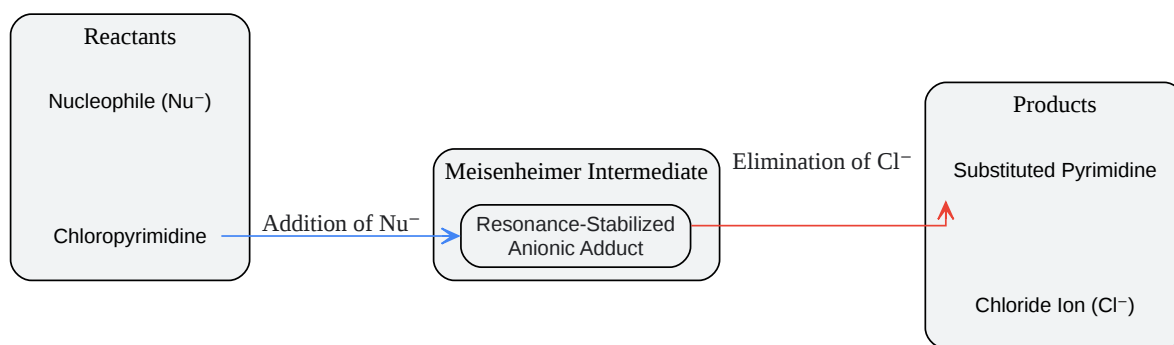 Reactants
Nucleophile (Nu⁻)
Chloropyrimidine
Addition of Nu⁻
Meisenheimer Intermediate
Resonance-Stabilized
Anionic Adduct
Elimination of Cl⁻
Products
Substituted Pyrimidine
Chloride Ion (Cl⁻)